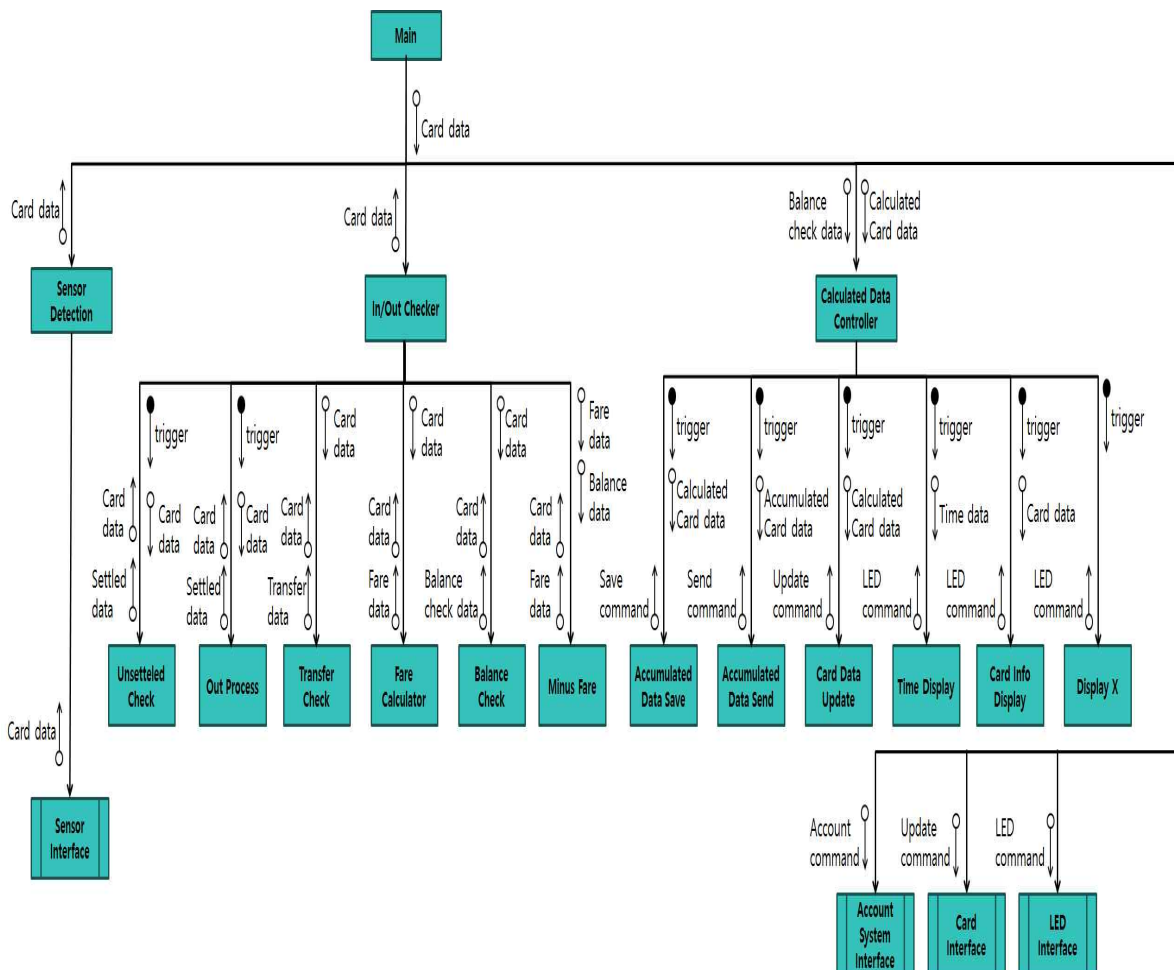 Main
Card data
Card data
Card data
Balance
check data
Calculated
Card data
Sensor
Detection
In/Out Checker
Calculated Data
Controller
trigger
trigger
Card
data
Card
data
Card
data
Fare
data
Balance
data
trigger
trigger
trigger
trigger
trigger
trigger
Card
data
Card
data
Card
data
Card
data
Card
data
Card
data
Card
data
Card
data
Calculated
Card data
Accumulated
Card data
Calculated
Card data
Time data
Card data
Settled
data
Settled
data
Transfer
data
Fare
data
Balance
check data
Fare
data
Save
command
Send
command
Update
command
LED
command
LED
command
LED
command
Unsetteled
Check
Out Process
Transfer
Check
Fare
Calculator
Balance
Check
Minus Fare
Accumulated
Data Save
Accumulated
Data Send
Card Data
Update
Time Display
Card Info
Display
Display X
Card data
Sensor
Interface
Account
command
Update
command
LED
command
Account
System
Interface
Card
Interface
LED
Interface